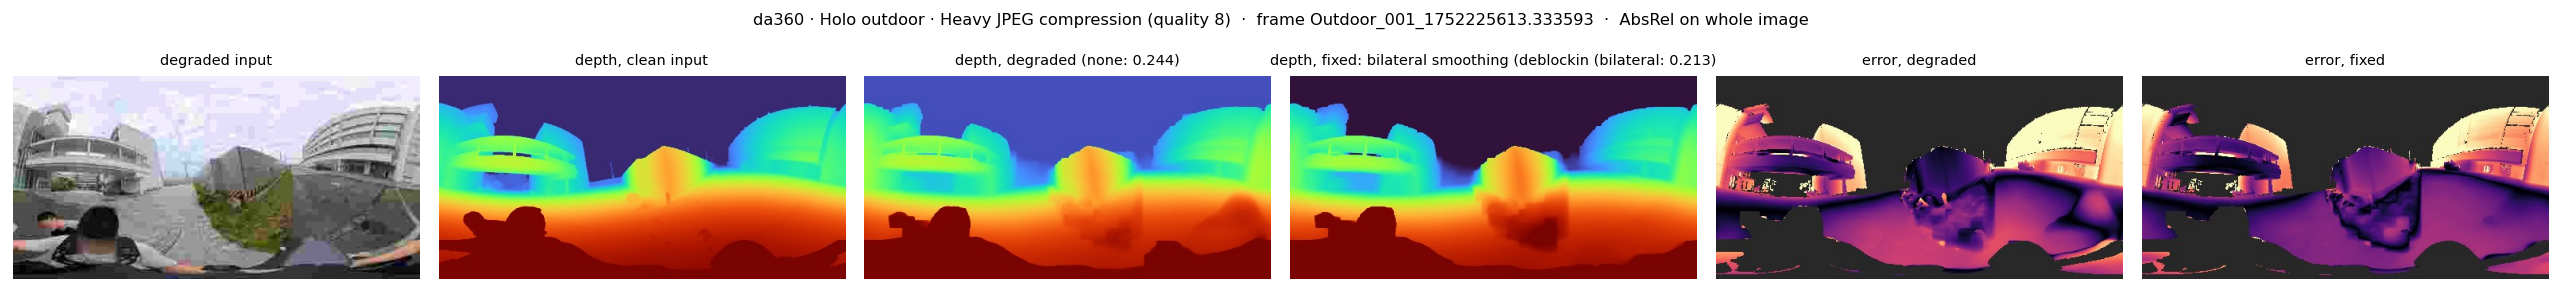 da360 · Holo outdoor · Heavy JPEG compression (quality 8)  ·  frame Outdoor_001_1752225613.333593  ·  AbsRel on whole image
degraded input
depth, clean input
depth, degraded (none: 0.244)
depth, fixed: bilateral smoothing (deblockin (bilateral: 0.213)
error, degraded
error, fixed